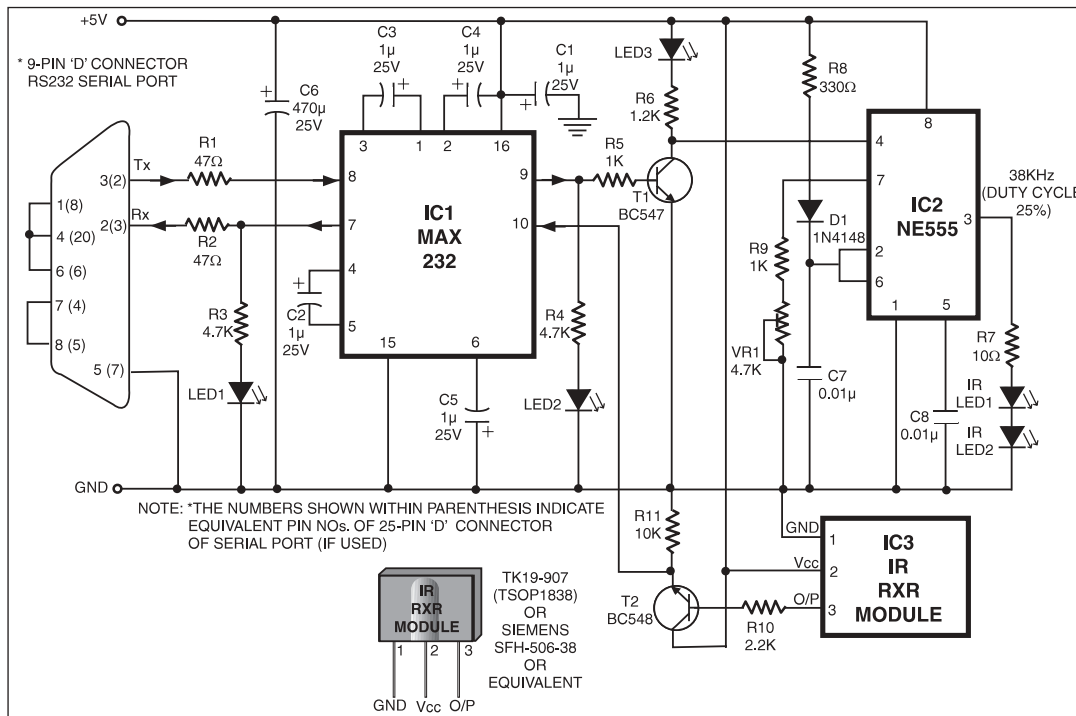 +5V
* 9-PIN ‘D’ CONNECTOR
RS232 SERIAL PORT
C6
470µ
25V
C3
1µ
25V
C4
1µ
25V
C1
1µ
25V
LED3
R6
1.2K
R8
330Ω
R1
47Ω
Tx
3(2)
1(8)
Rx
2(3)
4 (20)
6 (6)
7 (4)
8 (5)
5 (7)
R2
47Ω
R3
4.7K
LED1
3
1
2
16
8
9
7
10
4
5
15
6
IC1
MAX
232
C2
1µ
25V
C5
1µ
25V
R5
1K
T1
BC547
R4
4.7K
LED2
R9
1K
VR1
4.7K
D1
1N4148
C7
0.01µ
8
4
7
2
6
3
1
5
IC2
NE555
38KHz
(DUTY CYCLE
25%)
R7
10Ω
IR
LED1
IR
LED2
C8
0.01µ
GND
NOTE: *THE NUMBERS SHOWN WITHIN PARENTHESIS INDICATE
EQUIVALENT PIN NOs. OF 25-PIN ‘D’ CONNECTOR
OF SERIAL PORT (IF USED)
R11
10K
T2
BC548
R10
2.2K
GND
Vcc
O/P
1
2
3
IC3
IR
RXR
MODULE
IR
RXR
MODULE
1
2
3
GND Vcc O/P
TK19-907
(TSOP1838)
OR
SIEMENS
SFH-506-38
OR
EQUIVALENT